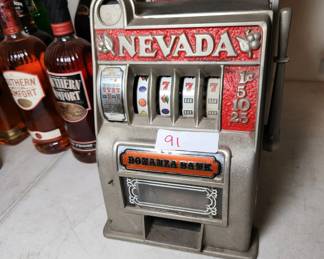 NEVADA
1¢
5
10
25
91
BONANZA BANK
SOUTHERN
COMFORT
SOUTHERN
COMFORT